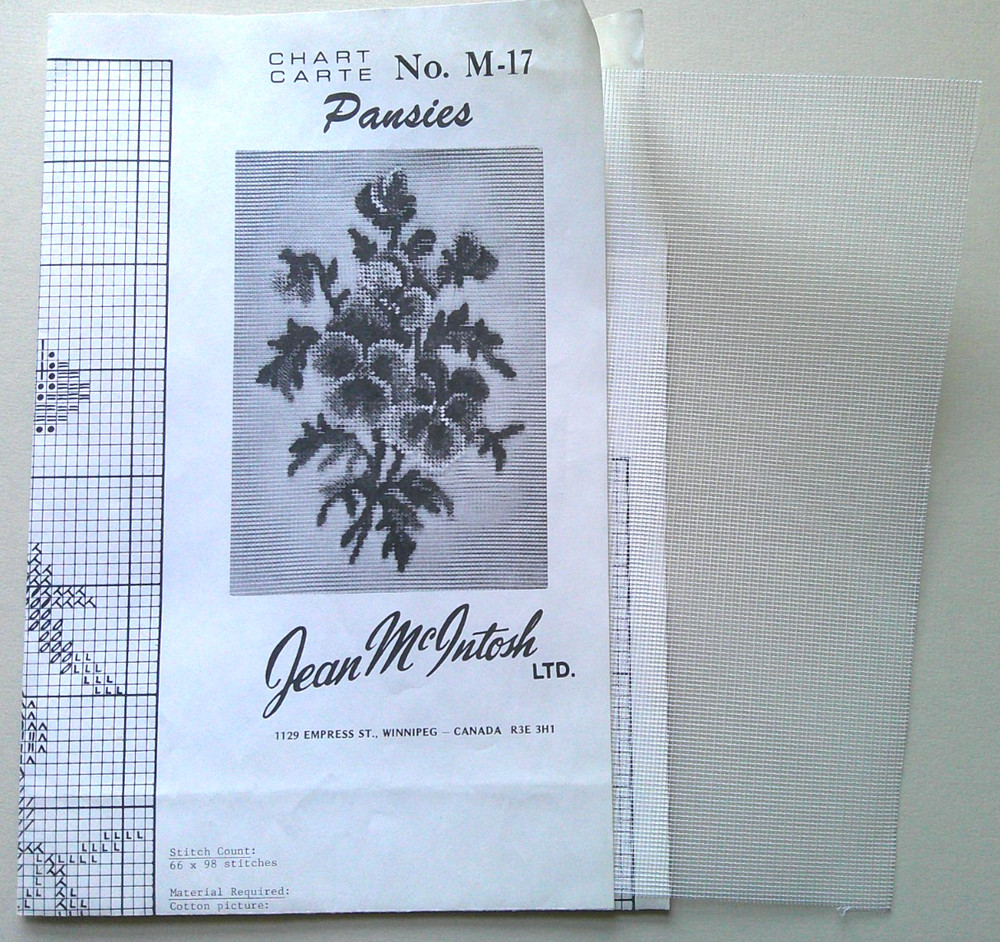 CHART
CARTE No. M-17
Pansies
Jean McIntosh
LTD.
1129 EMPRESS ST., WINNIPEG – CANADA R3E 3H1
Stitch Count:
66 x 98 stitches
Material Required:
Cotton picture: